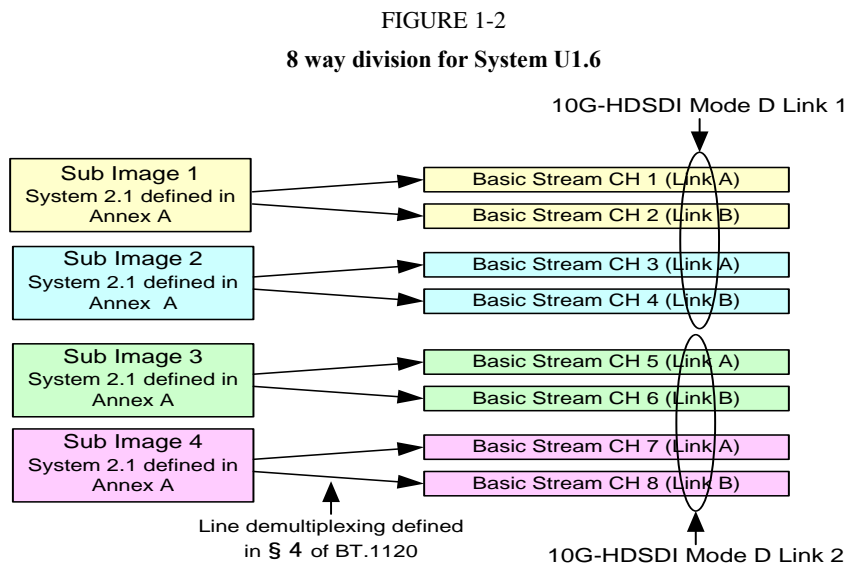 FIGURE 1-2
8 way division for System U1.6
10G-HDSDI Mode D Link 1
Sub Image 1
System 2.1 defined in
Annex A
Basic Stream CH 1 (Link A)
Basic Stream CH 2 (Link B)
Sub Image 2
System 2.1 defined in
Annex A
Basic Stream CH 3 (Link A)
Basic Stream CH 4 (Link B)
Sub Image 3
System 2.1 defined in
Annex A
Basic Stream CH 5 (Link A)
Basic Stream CH 6 (Link B)
Sub Image 4
System 2.1 defined in
Annex A
Basic Stream CH 7 (Link A)
Basic Stream CH 8 (Link B)
Line demultiplexing defined
in § 4 of BT.1120
10G-HDSDI Mode D Link 2